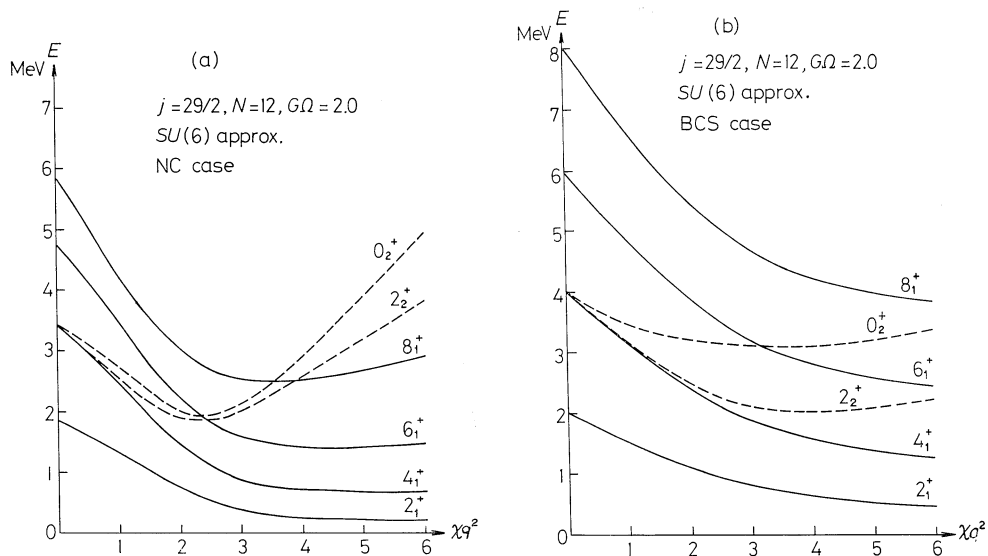 (a)
E
MeV
j = 29/2, N = 12, GΩ = 2.0
SU(6) approx.
NC case
7
6
5
4
3
2
1
0
1 2 3 4 5 6
χq²
0₂⁺
2₂⁺
8₁⁺
6₁⁺
4₁⁺
2₁⁺
(b)
E
MeV
j = 29/2, N = 12, GΩ = 2.0
SU(6) approx.
BCS case
8
7
6
5
4
3
2
1
0
1 2 3 4 5 6
χq²
8₁⁺
0₂⁺
6₁⁺
2₂⁺
4₁⁺
2₁⁺